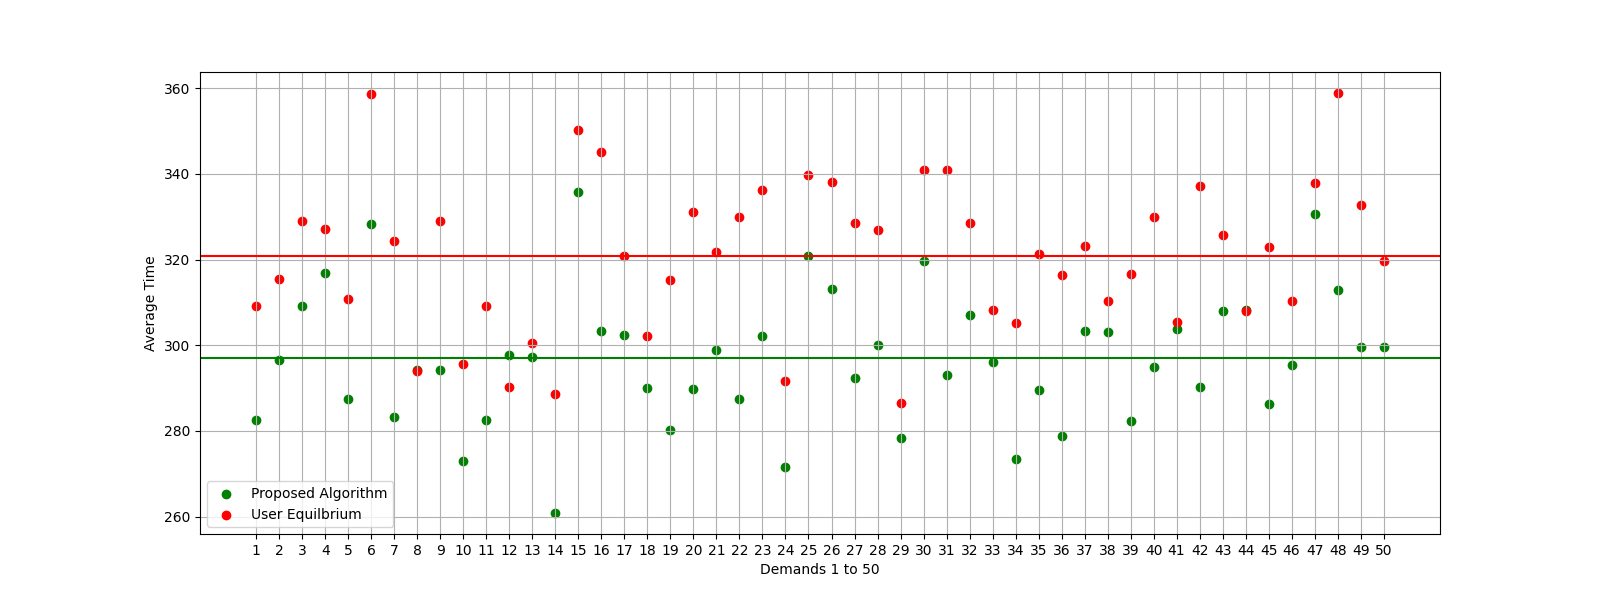 360
340
320
300
280
260
Average Time
Proposed Algorithm
User Equilbrium
1 2 3 4 5 6 7 8 9 10 11 12 13 14 15 16 17 18 19 20 21 22 23 24 25 26 27 28 29 30 31 32 33 34 35 36 37 38 39 40 41 42 43 44 45 46 47 48 49 50
Demands 1 to 50